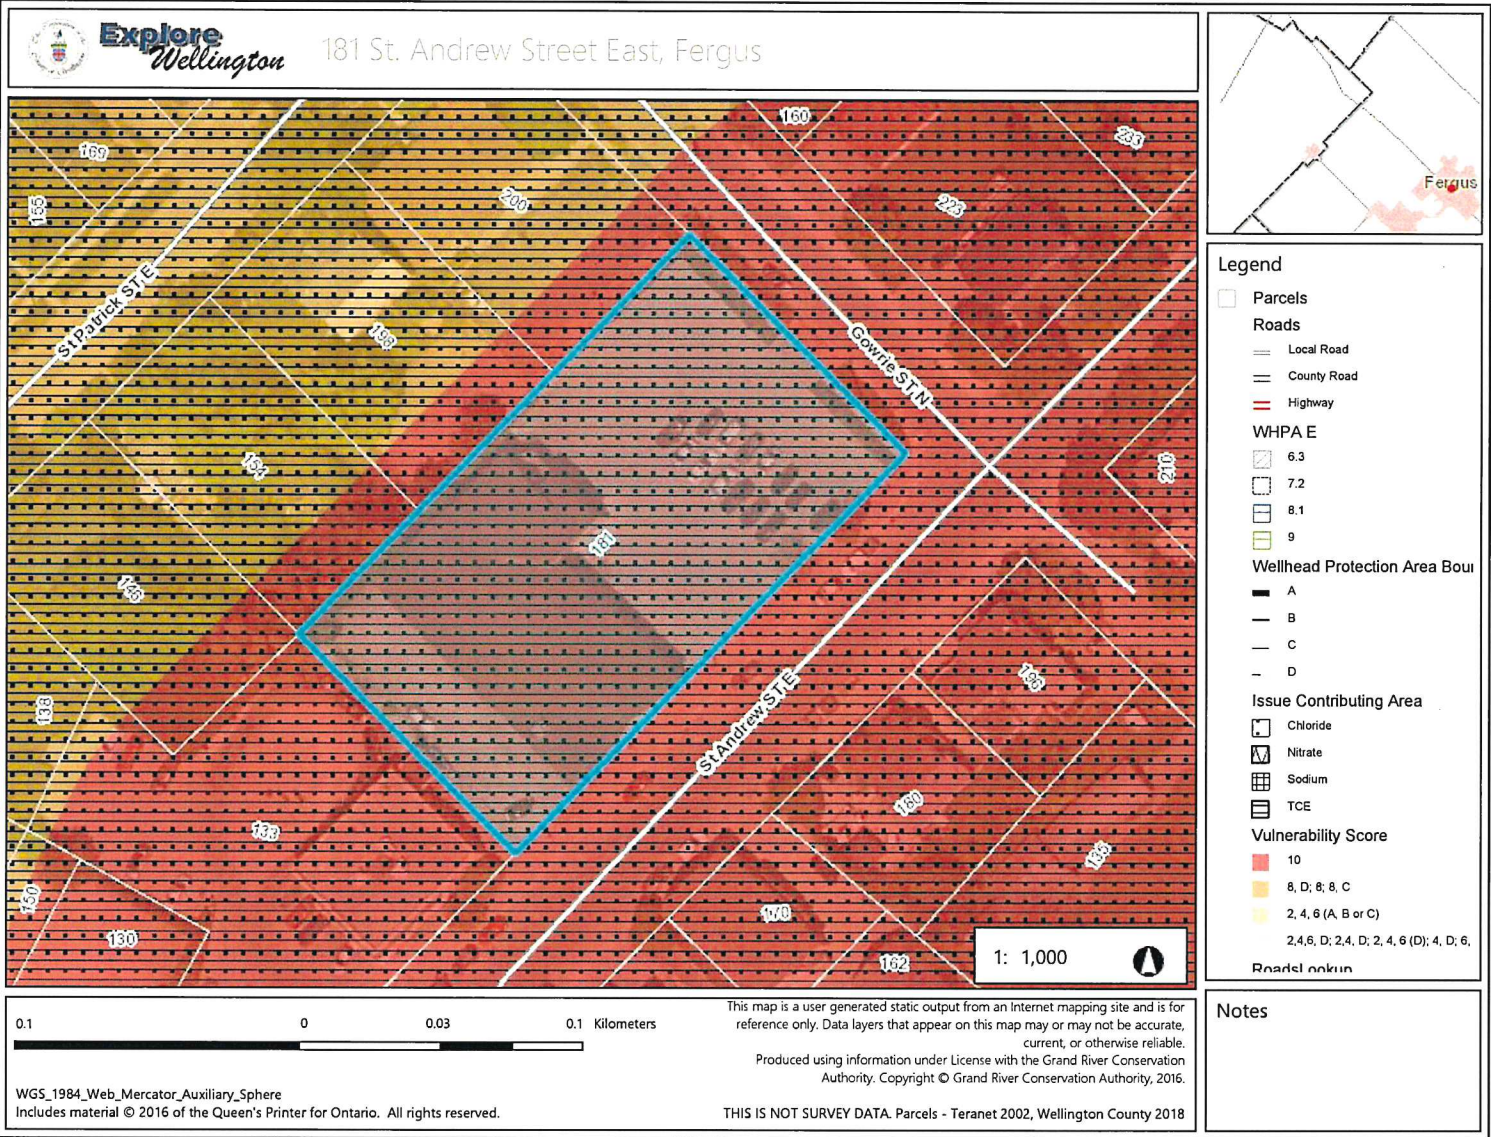 Explore
Wellington
181 St. Andrew Street East, Fergus
Fergus
169
155
160
233
200
223
St Patrick ST E
198
Gowrie ST N
154
210
181
146
196
138
St Andrew ST E
180
133
135
150
170
130
162
1: 1,000
Legend
Parcels
Roads
Local Road
County Road
Highway
WHPA E
6.3
7.2
8.1
9
Wellhead Protection Area Boui
A
B
C
D
Issue Contributing Area
Chloride
Nitrate
Sodium
TCE
Vulnerability Score
10
8, D; 8; 8, C
2, 4, 6 (A, B or C)
2,4,6, D; 2,4, D; 2, 4, 6 (D); 4, D; 6,
RoadsLookup
0.1 0 0.03 0.1 Kilometers
WGS_1984_Web_Mercator_Auxiliary_Sphere
Includes material © 2016 of the Queen's Printer for Ontario. All rights reserved.
This map is a user generated static output from an Internet mapping site and is for
reference only. Data layers that appear on this map may or may not be accurate,
current, or otherwise reliable.
Produced using information under License with the Grand River Conservation
Authority. Copyright © Grand River Conservation Authority, 2016.
THIS IS NOT SURVEY DATA. Parcels - Teranet 2002, Wellington County 2018
Notes